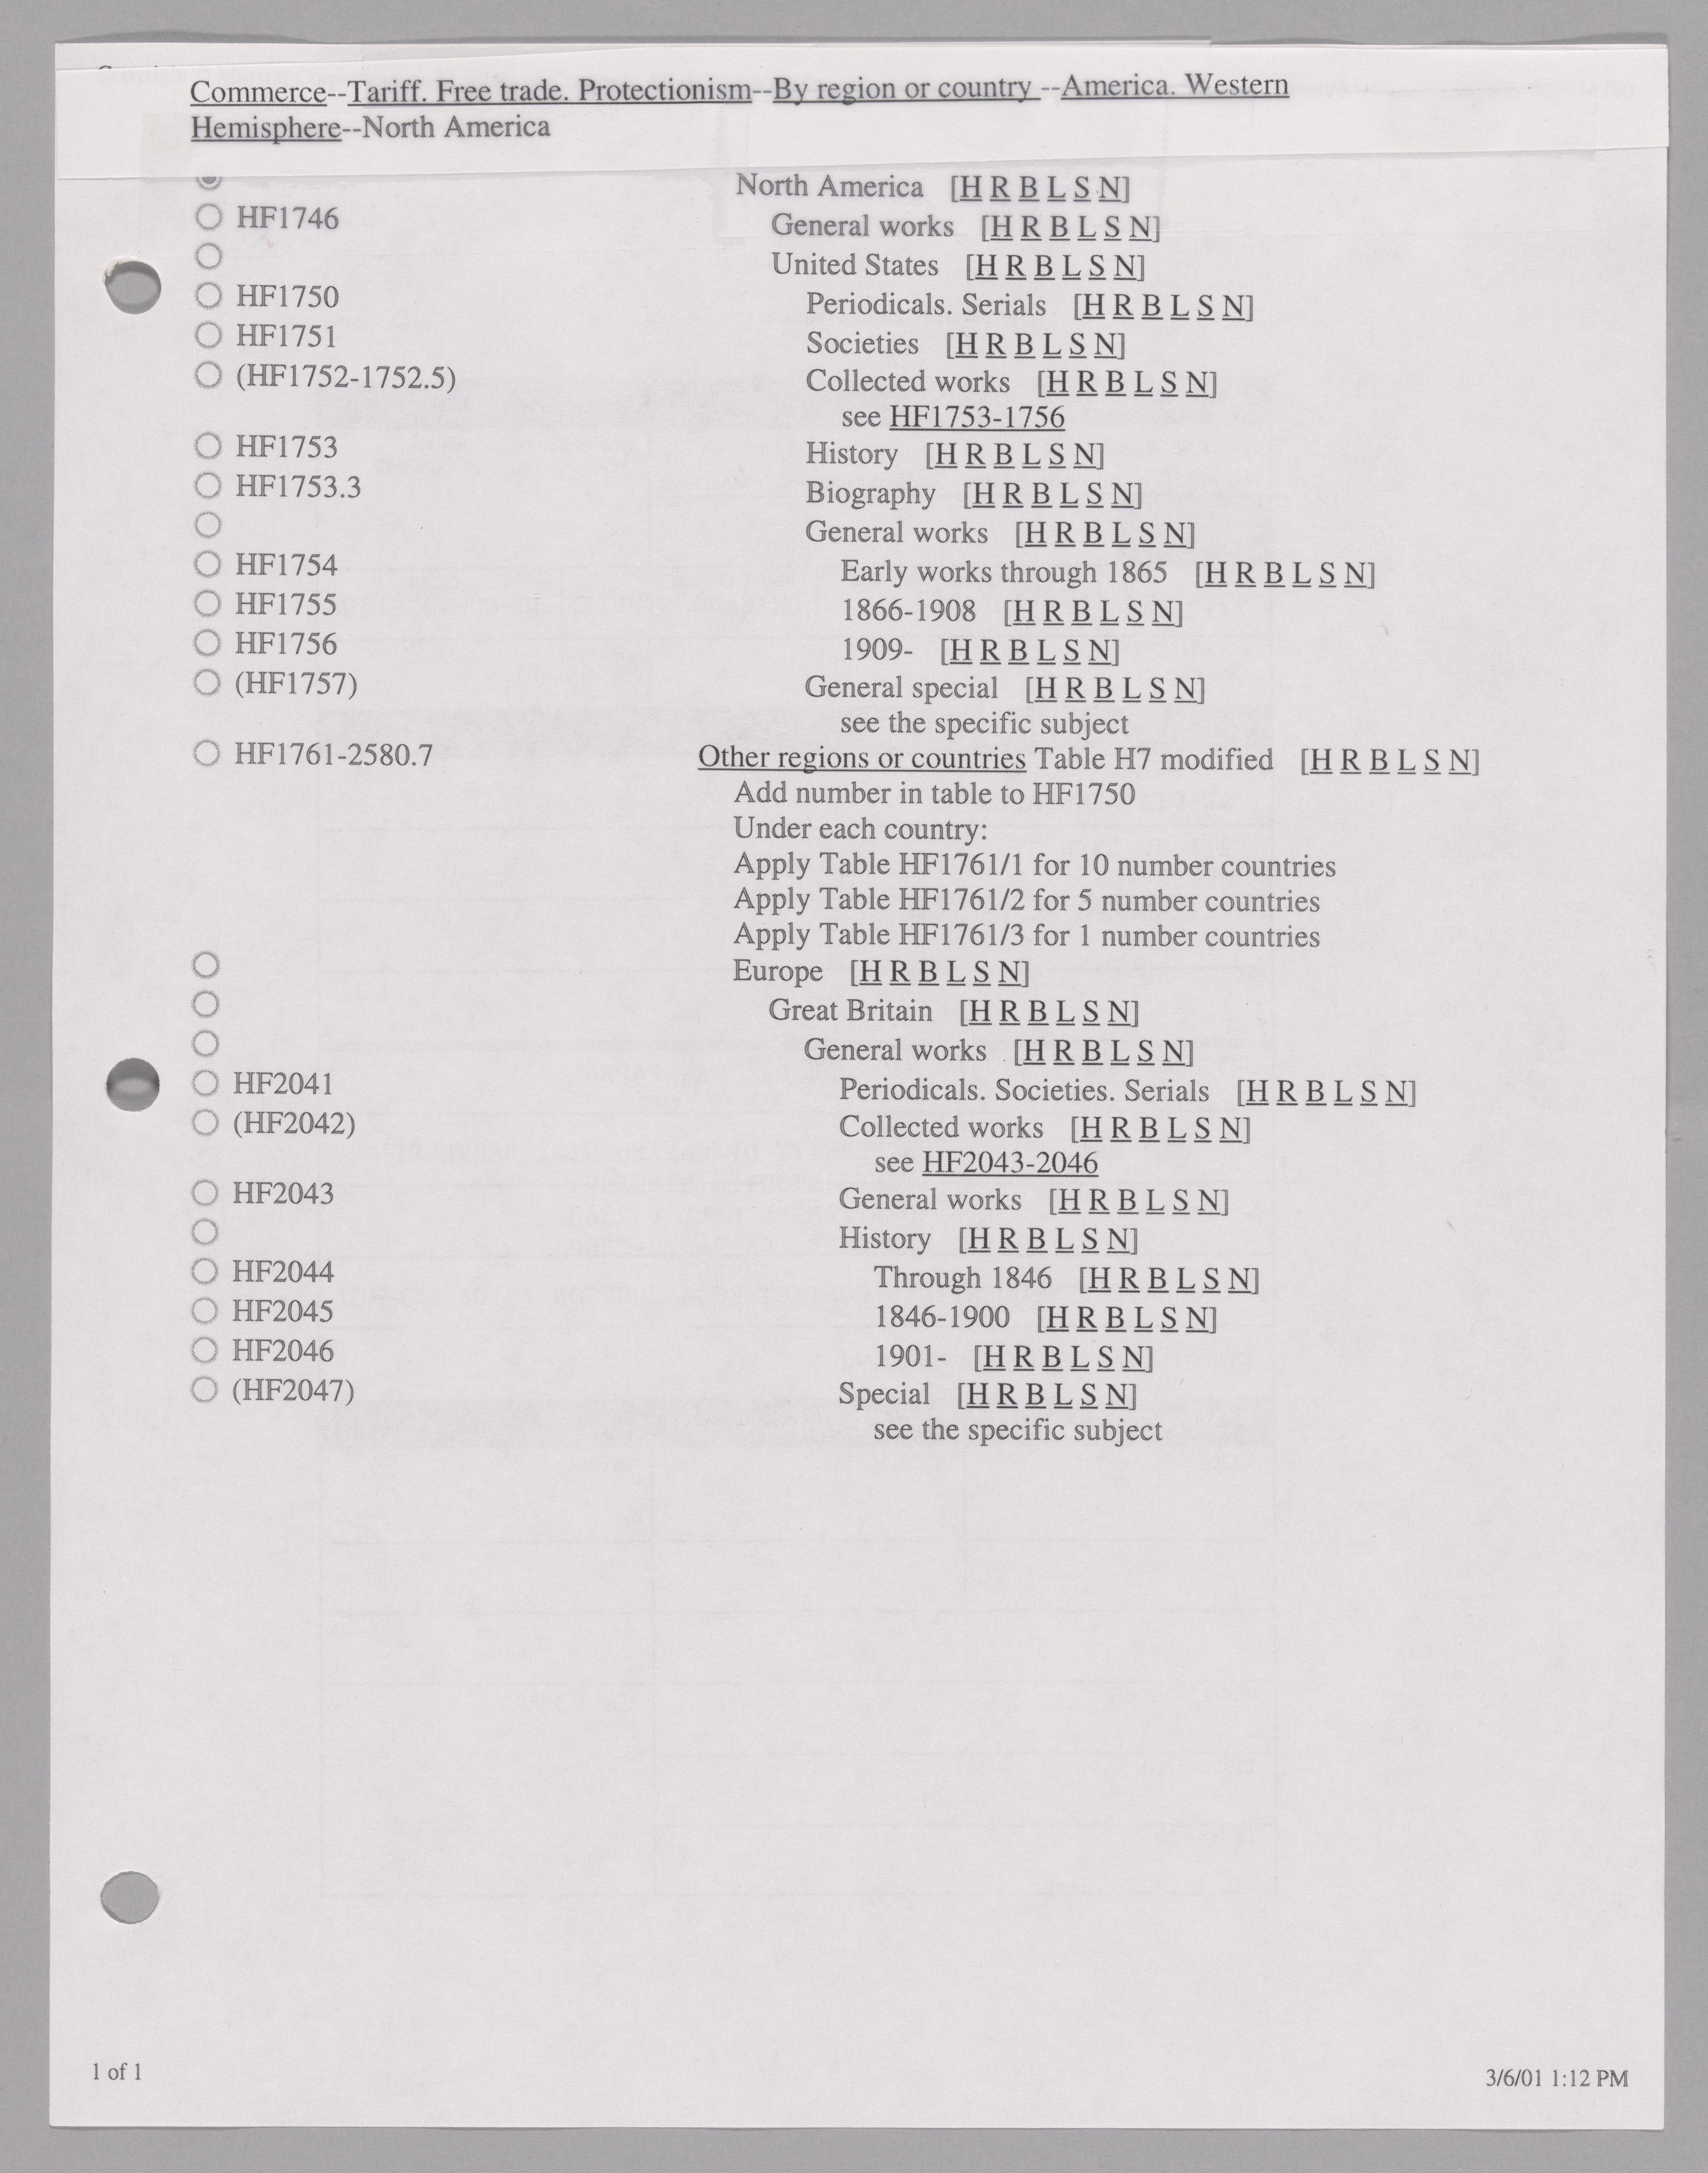 Commerce--Tariff. Free trade. Protectionism--By region or country --America. Western
Hemisphere--North America
North America [H R B L S N]
HF1746 General works [H R B L S N]
United States [H R B L S N]
HF1750 Periodicals. Serials [H R B L S N]
HF1751 Societies [H R B L S N]
(HF1752-1752.5) Collected works [H R B L S N]
see HF1753-1756
HF1753 History [H R B L S N]
HF1753.3 Biography [H R B L S N]
General works [H R B L S N]
HF1754 Early works through 1865 [H R B L S N]
HF1755 1866-1908 [H R B L S N]
HF1756 1909- [H R B L S N]
(HF1757) General special [H R B L S N]
see the specific subject
HF1761-2580.7 Other regions or countries Table H7 modified [H R B L S N]
Add number in table to HF1750
Under each country:
Apply Table HF1761/1 for 10 number countries
Apply Table HF1761/2 for 5 number countries
Apply Table HF1761/3 for 1 number countries
Europe [H R B L S N]
Great Britain [H R B L S N]
General works [H R B L S N]
HF2041 Periodicals. Societies. Serials [H R B L S N]
(HF2042) Collected works [H R B L S N]
see HF2043-2046
HF2043 General works [H R B L S N]
History [H R B L S N]
HF2044 Through 1846 [H R B L S N]
HF2045 1846-1900 [H R B L S N]
HF2046 1901- [H R B L S N]
(HF2047) Special [H R B L S N]
see the specific subject
1 of 1 3/6/01 1:12 PM